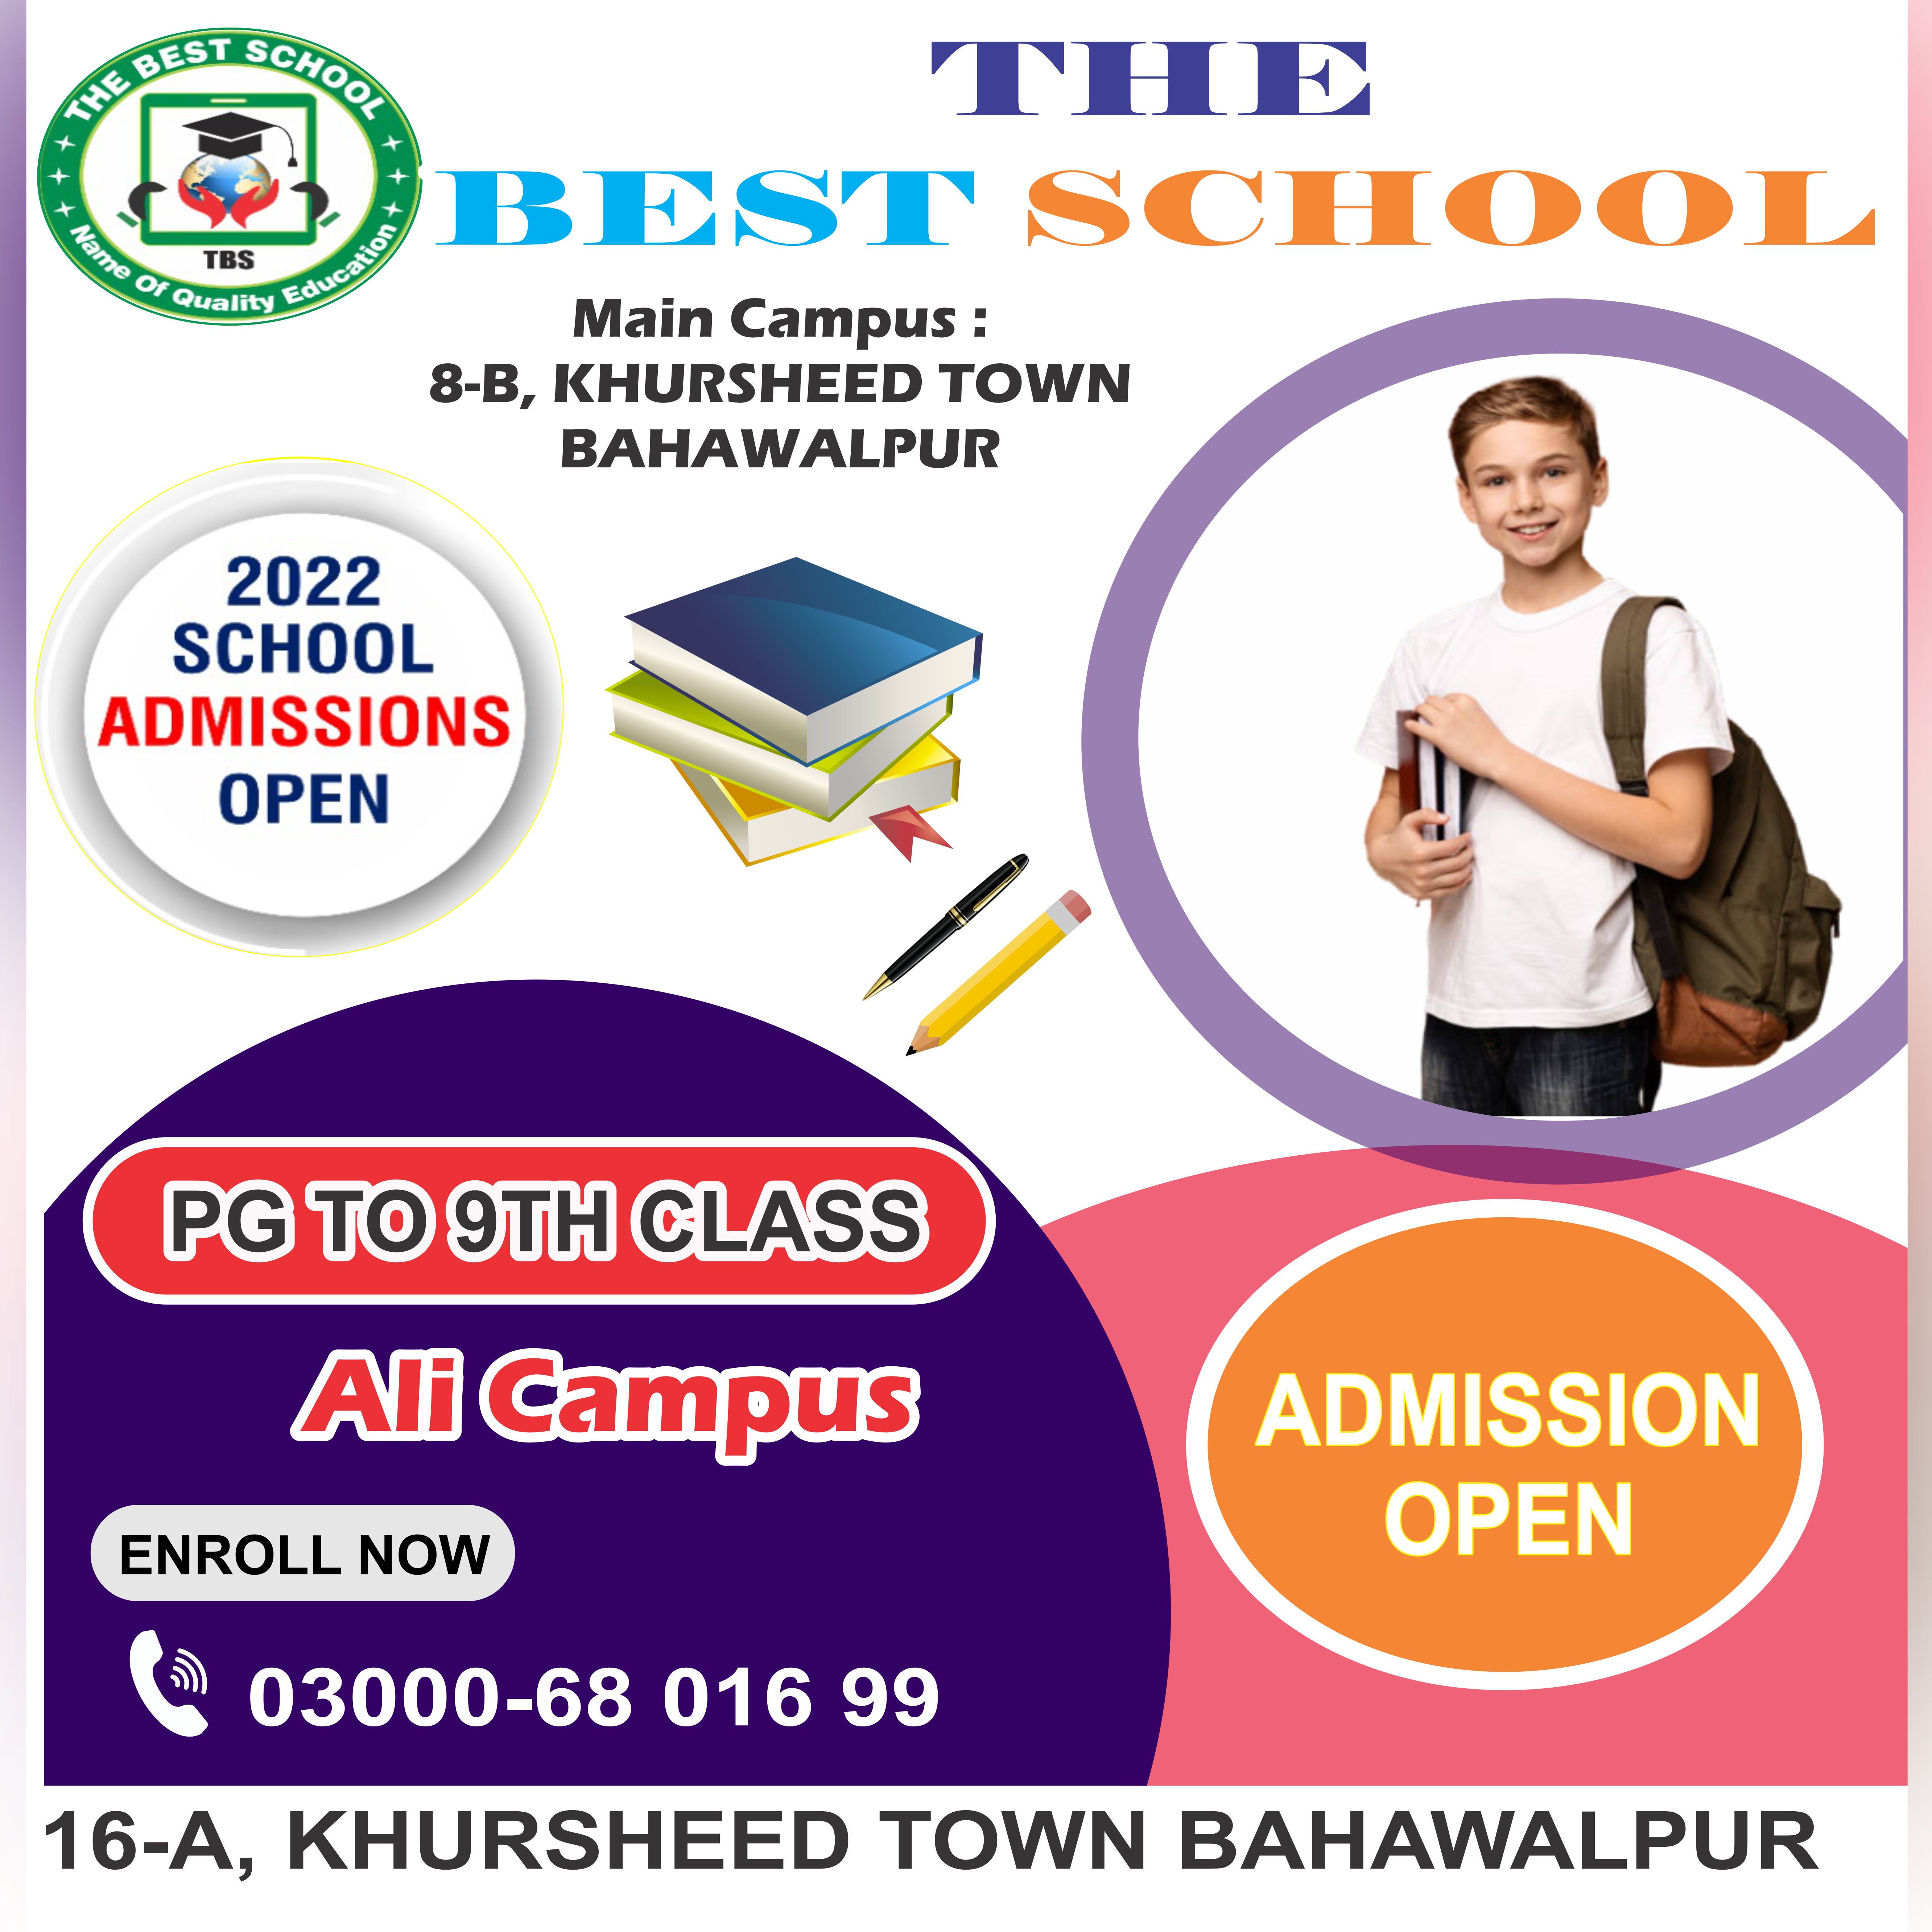 THE BEST SCHOOL
TBS
Name Of Quality Education
THE
BEST SCHOOL
Main Campus :
8-B, KHURSHEED TOWN
BAHAWALPUR
2022
SCHOOL
ADMISSIONS
OPEN
PG TO 9TH CLASS
Ali Campus
ENROLL NOW
03000-68 016 99
ADMISSION
OPEN
16-A, KHURSHEED TOWN BAHAWALPUR